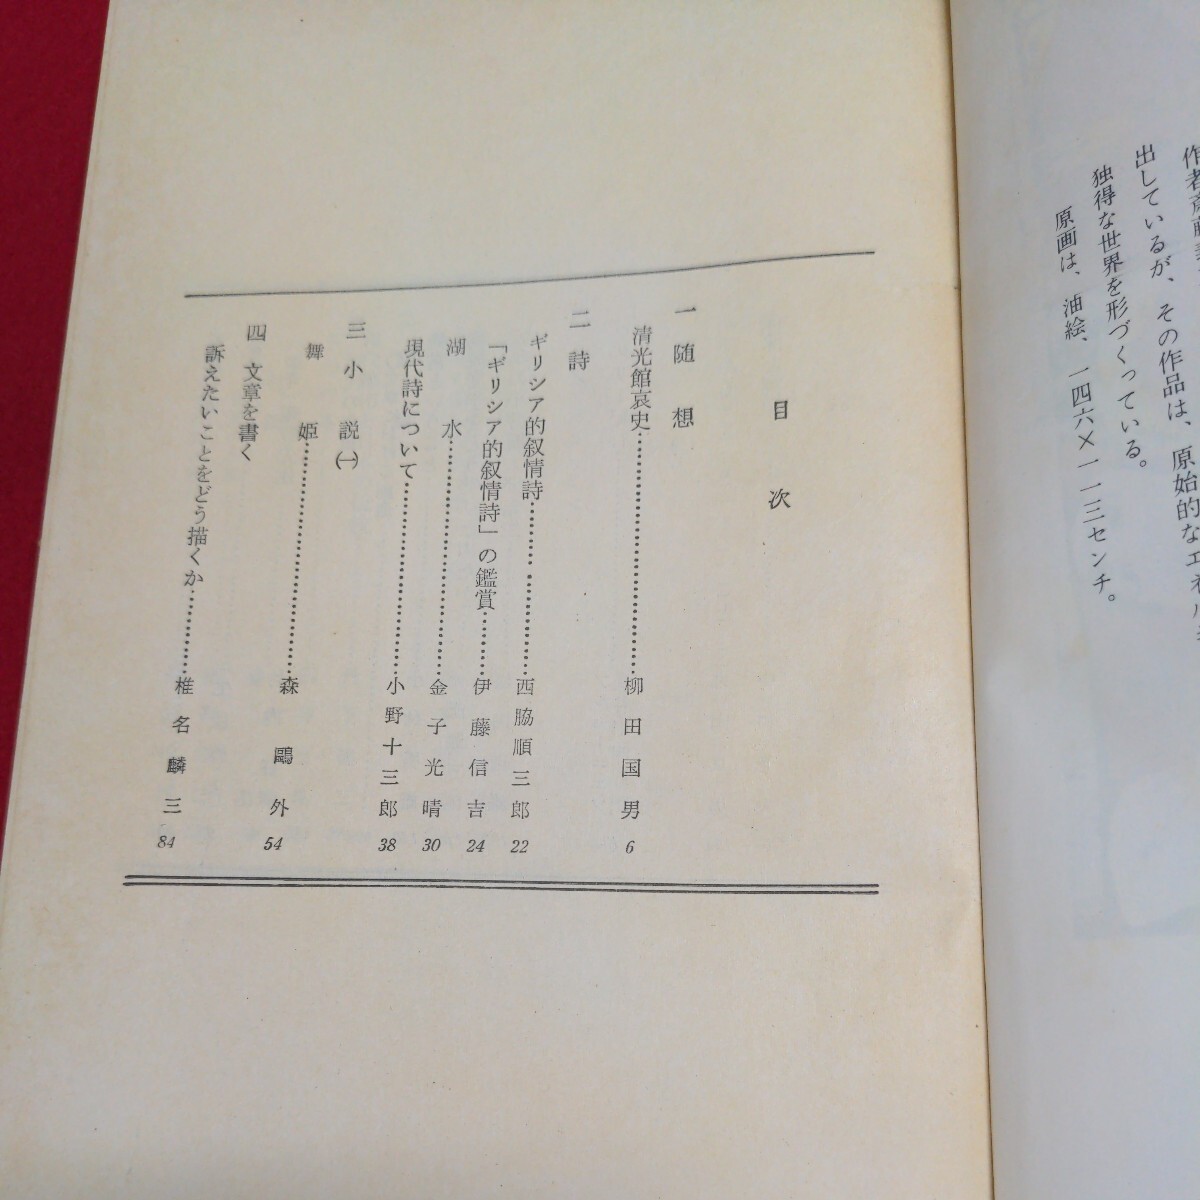 作者斎藤
出しているが、その作品は、原始的なエネル
独得な世界を形づくっている。
原画は、油絵、一四六×一一三センチ。
目次
一 随想
清光館哀史…………柳田国男 6
二 詩
ギリシア的叙情詩…………西脇順三郎 22
「ギリシア的叙情詩」の鑑賞…………伊藤信吉 24
湖水…………金子光晴 30
現代詩について…………小野十三郎 38
三 小説㈠
舞姫…………森鷗外 54
四 文章を書く
訴えたいことをどう描くか…………椎名麟三 84